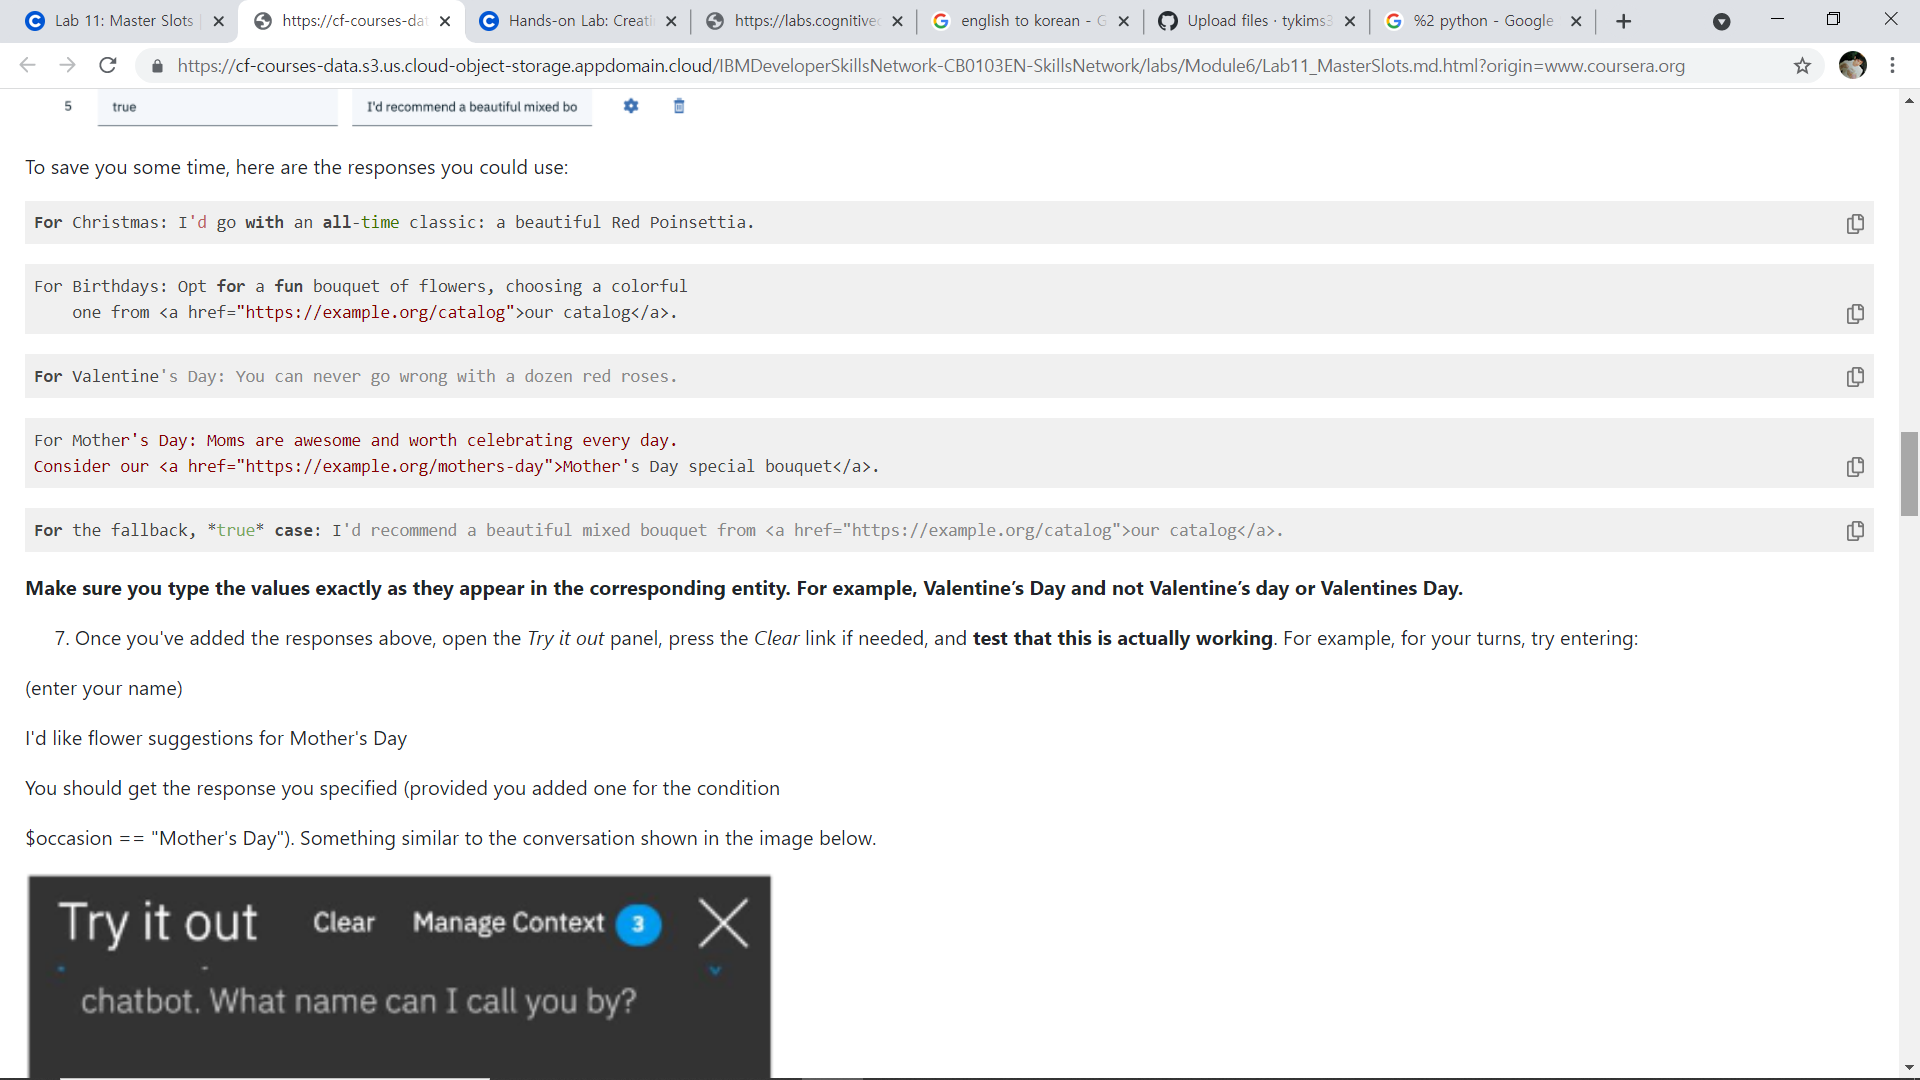 Lab 11: Master Slots
https://cf-courses-dat
Hands-on Lab: Creati
https://labs.cognitivec
english to korean - G
Upload files · tykims3
%2 python - Google
https://cf-courses-data.s3.us.cloud-object-storage.appdomain.cloud/IBMDeveloperSkillsNetwork-CB0103EN-SkillsNetwork/labs/Module6/Lab11_MasterSlots.md.html?origin=www.coursera.org
5 true I'd recommend a beautiful mixed bo
To save you some time, here are the responses you could use:
For Christmas: I'd go with an all-time classic: a beautiful Red Poinsettia.
For Birthdays: Opt for a fun bouquet of flowers, choosing a colorful
one from <a href="https://example.org/catalog">our catalog</a>.
For Valentine's Day: You can never go wrong with a dozen red roses.
For Mother's Day: Moms are awesome and worth celebrating every day.
Consider our <a href="https://example.org/mothers-day">Mother's Day special bouquet</a>.
For the fallback, *true* case: I'd recommend a beautiful mixed bouquet from <a href="https://example.org/catalog">our catalog</a>.
Make sure you type the values exactly as they appear in the corresponding entity. For example, Valentine’s Day and not Valentine’s day or Valentines Day.
7. Once you've added the responses above, open the Try it out panel, press the Clear link if needed, and test that this is actually working. For example, for your turns, try entering:
(enter your name)
I'd like flower suggestions for Mother's Day
You should get the response you specified (provided you added one for the condition
$occasion == "Mother's Day"). Something similar to the conversation shown in the image below.
Try it out Clear Manage Context 3
chatbot. What name can I call you by?